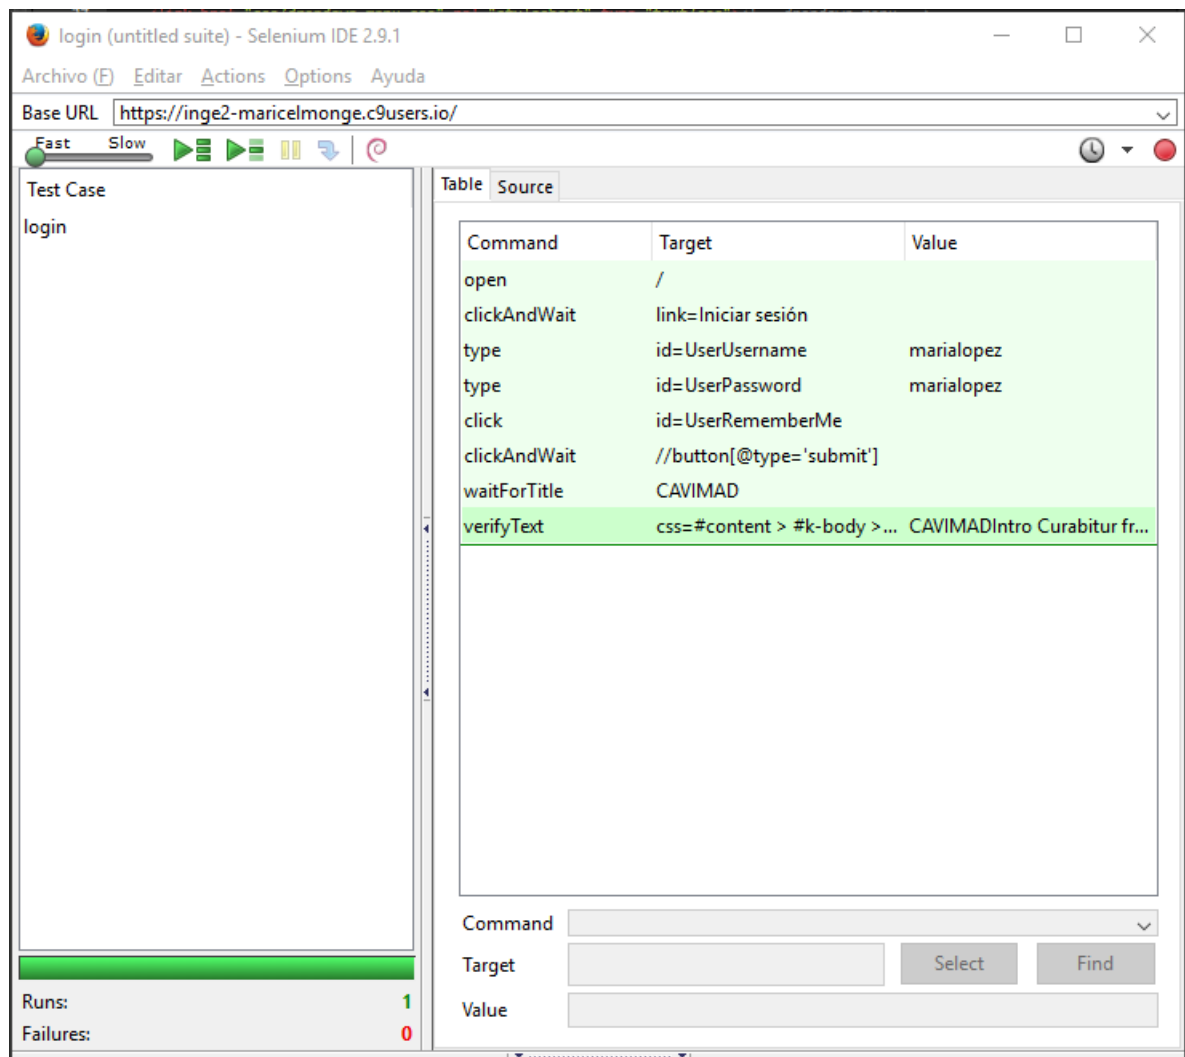 login (untitled suite) - Selenium IDE 2.9.1
Archivo (F) Editar Actions Options Ayuda
Base URL https://inge2-maricelmonge.c9users.io/
Fast Slow
Test Case
login
Table Source
Command Target Value
open /
clickAndWait link=Iniciar sesión
type id=UserUsername marialopez
type id=UserPassword marialopez
click id=UserRememberMe
clickAndWait //button[@type='submit']
waitForTitle CAVIMAD
verifyText css=#content > #k-body >... CAVIMADIntro Curabitur fr...
Command
Target Select Find
Value
Runs: 1
Failures: 0